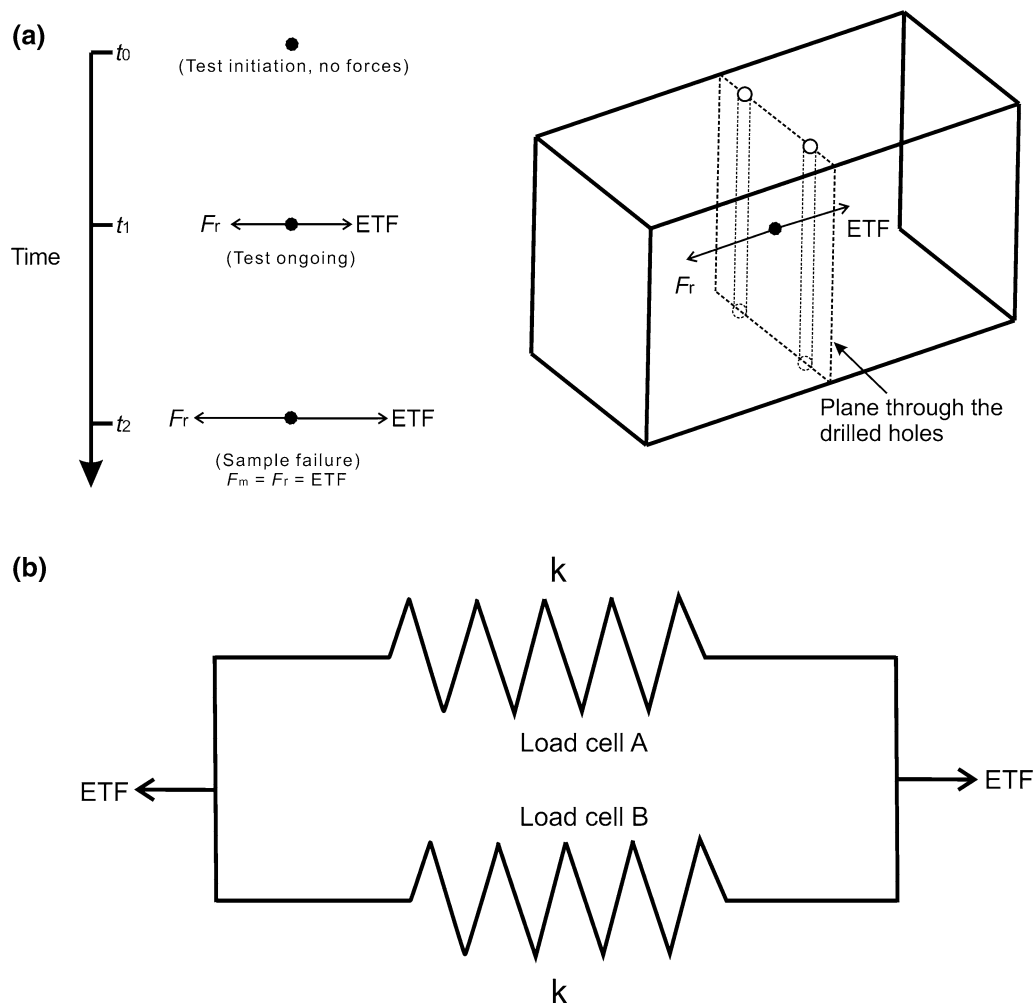 (a)
t0
(Test initiation, no forces)
Time
t1
Fr
ETF
(Test ongoing)
t2
Fr
ETF
(Sample failure)
Fm = Fr = ETF
ETF
Fr
Plane through the
drilled holes
(b)
k
Load cell A
ETF
ETF
Load cell B
k